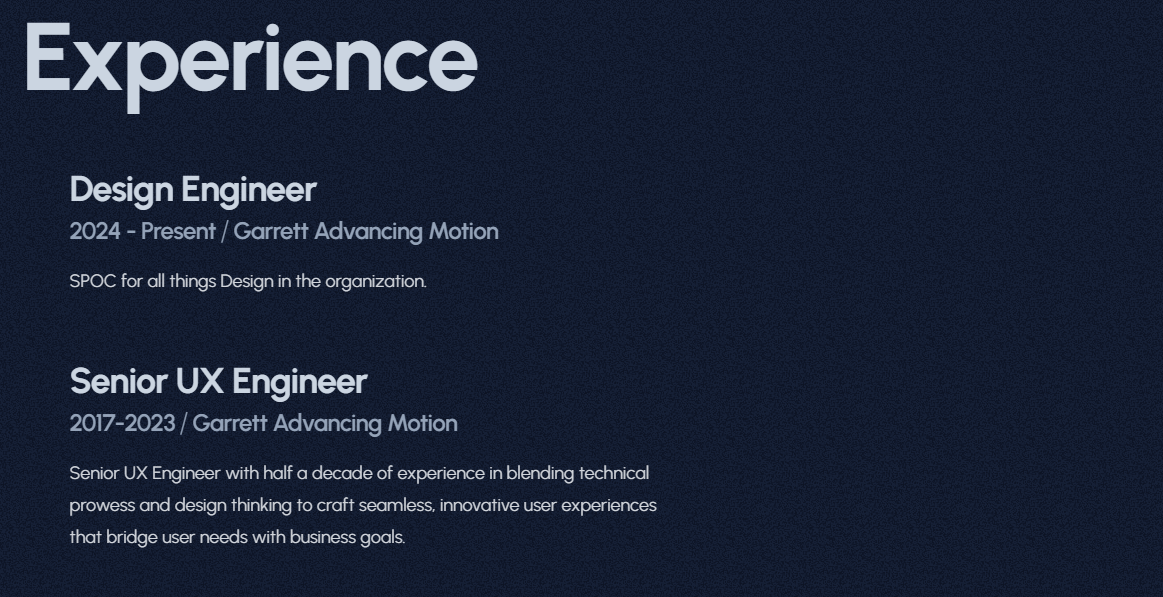 Experience
Design Engineer
2024 - Present / Garrett Advancing Motion
SPOC for all things Design in the organization.
Senior UX Engineer
2017-2023 / Garrett Advancing Motion
Senior UX Engineer with half a decade of experience in blending technical
prowess and design thinking to craft seamless, innovative user experiences
that bridge user needs with business goals.